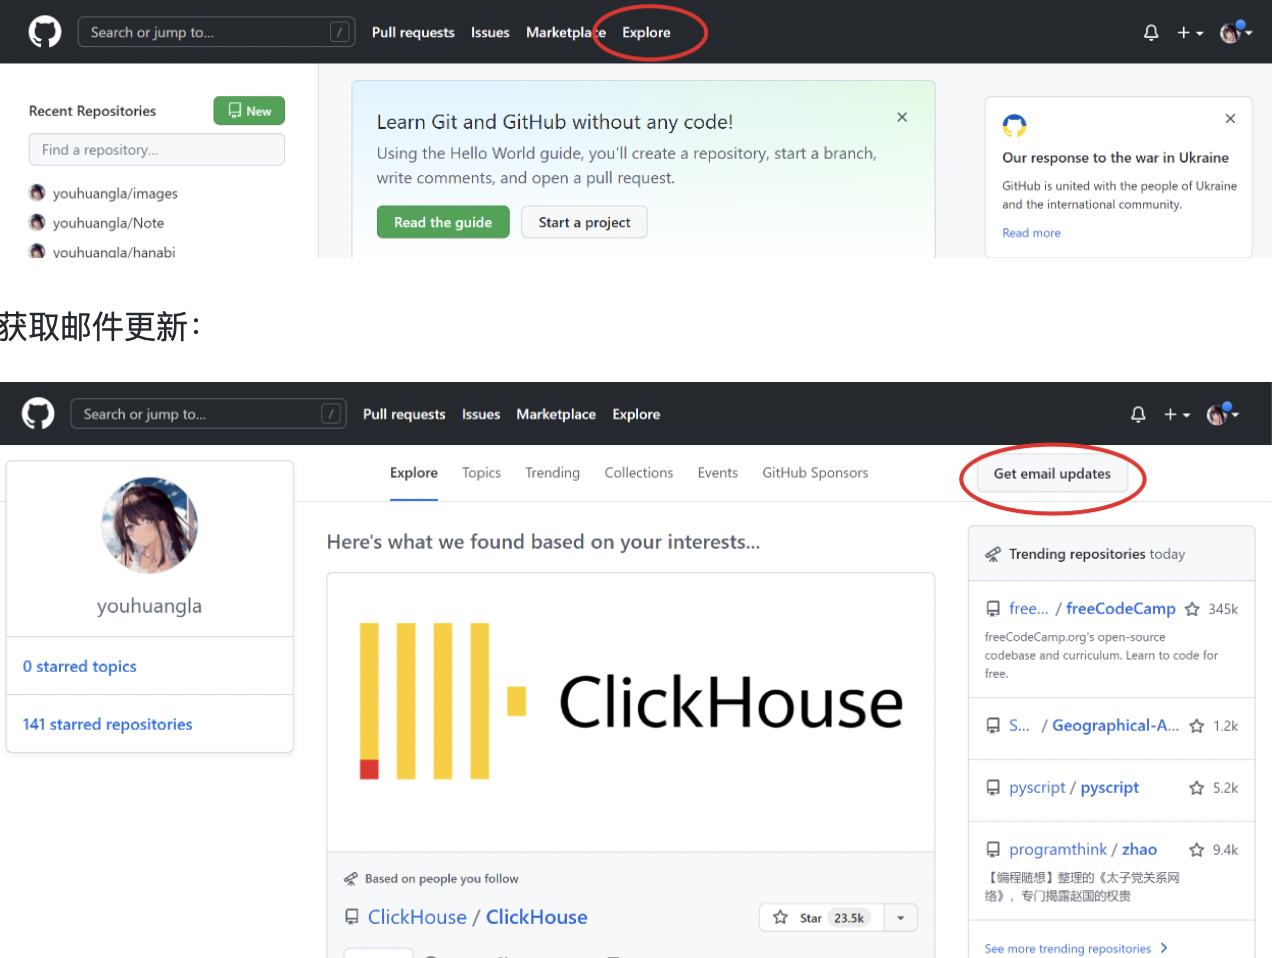 Search or jump to... / Pull requests Issues Marketplace Explore
Recent Repositories
New
Find a repository...
youhuangla/images
youhuangla/Note
youhuangla/hanabi
Learn Git and GitHub without any code!
Using the Hello World guide, you'll create a repository, start a branch,
write comments, and open a pull request.
Read the guide
Start a project
Our response to the war in Ukraine
GitHub is united with the people of Ukraine
and the international community.
Read more
获取邮件更新：
Search or jump to... / Pull requests Issues Marketplace Explore
Explore Topics Trending Collections Events GitHub Sponsors
Get email updates
youhuangla
0 starred topics
141 starred repositories
Here's what we found based on your interests...
ClickHouse
Based on people you follow
ClickHouse / ClickHouse
Star 23.5k
Trending repositories today
free... / freeCodeCamp 345k
freeCodeCamp.org's open-source
codebase and curriculum. Learn to code for
free.
S... / Geographical-A... 1.2k
pyscript / pyscript 5.2k
programthink / zhao 9.4k
【编程随想】整理的《太子党关系网
络》，专门揭露赵国的权贵
See more trending repositories